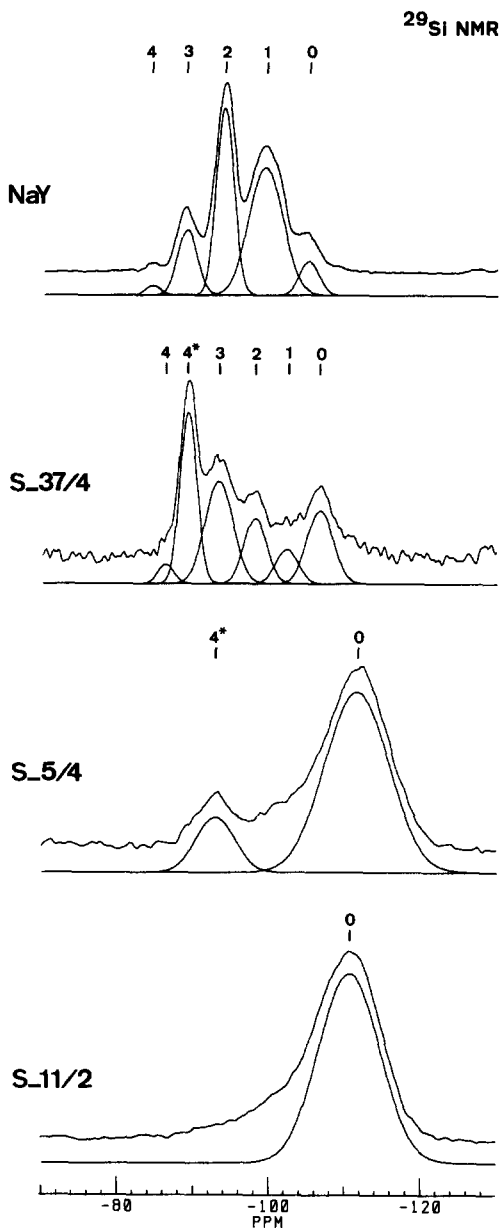 ²⁹Si NMR
4 3 2 1 0
NaY
4 4* 3 2 1 0
S_37/4
4* 0
S_5/4
0
S_11/2
-80 -100 -120
PPM